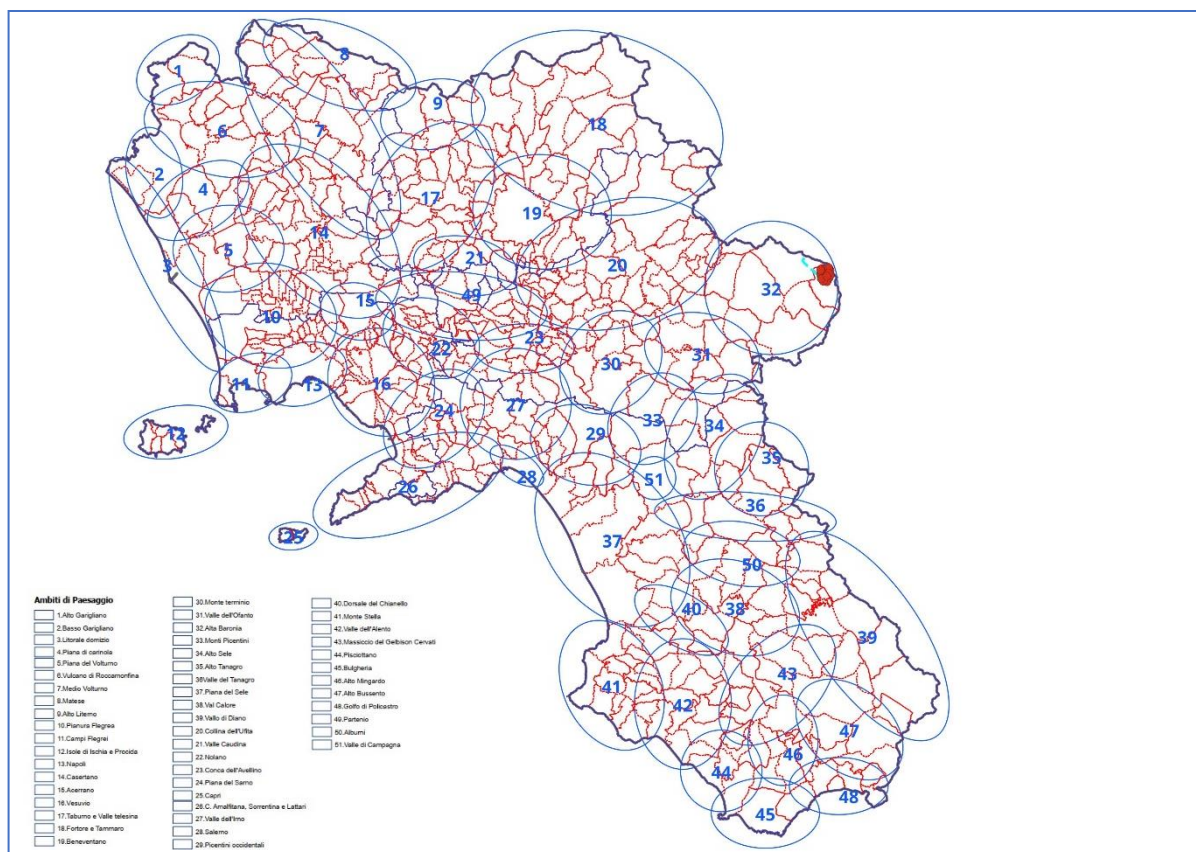 8
1
9
6
7
18
2
4
17
19
14
5
21
20
3
32
49
15
10
23
22
31
30
11
13
16
27
24
33
34
12
29
35
28
51
26
36
25
37
50
40
38
39
43
41
42
47
46
44
48
45
Ambiti di Paesaggio
1.Alto Garigliano
2.Basso Garigliano
3.Litorale domizio
4.Piana di carinola
5.Piana del Volturno
6.Vulcano di Roccamonfina
7.Medio Volturno
8.Matese
9.Alto Literno
10.Pianura Flegrea
11.Campi Flegrei
12.Isole di Ischia e Procida
13.Napoli
14.Casertano
15.Acerrano
16.Vesuvio
17.Taburno e Valle telesina
18.Fortore e Tammaro
19.Beneventano
30.Monte terminio
31.Valle dell'Ofanto
32.Alta Baronia
33.Monti Picentini
34.Alto Sele
35.Alto Tanagro
36Valle del Tanagro
37.Piana del Sele
38.Val Calore
39.Vallo di Diano
20.Collina dell'Ufita
21.Valle Caudina
22.Nolano
23.Conca dell'Avellino
24.Piana del Sarno
25.Capri
26.C. Amalfitana, Sorrentina e Lattari
27.Valle dell'Irno
28.Salerno
29.Picentini occidentali
40.Dorsale del Chianello
41.Monte Stella
42.Valle dell'Alento
43.Massiccio del Gelbison Cervati
44.Pisciottano
45.Bulgheria
46.Alto Mingardo
47.Alto Bussento
48.Golfo di Policastro
49.Partenio
50.Alburni
51.Valle di Campagna